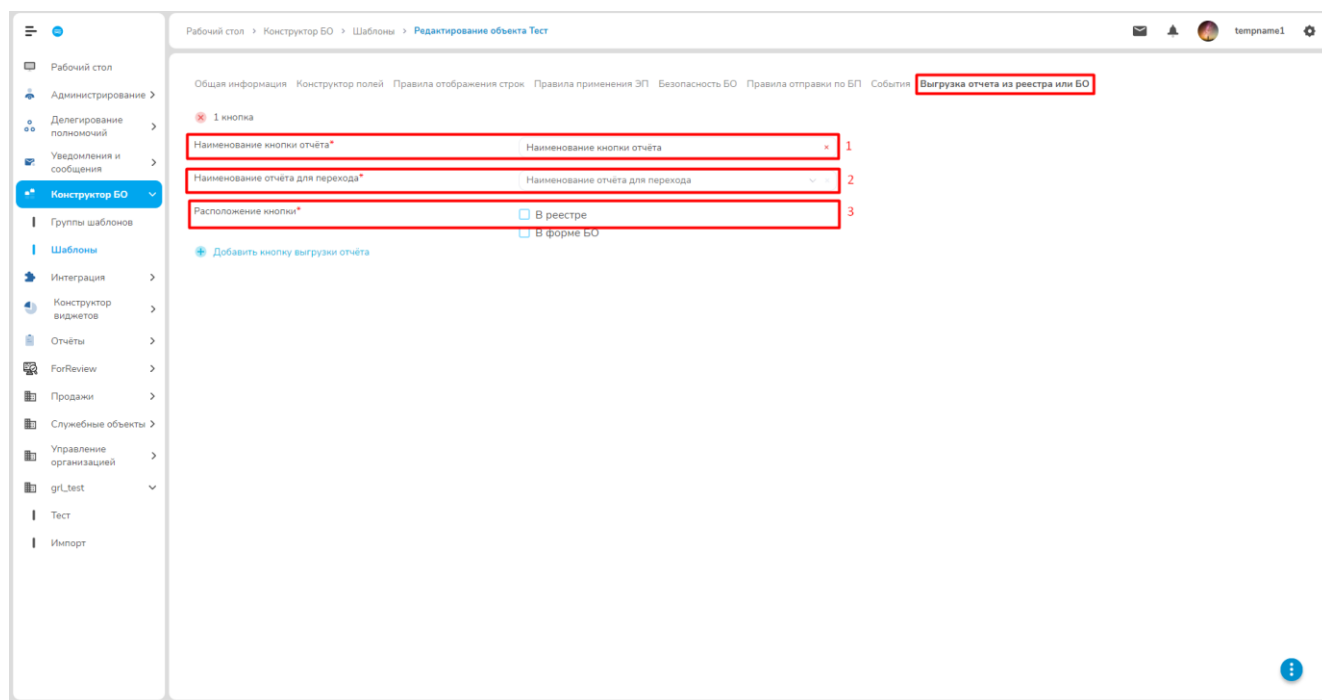 Рабочий стол > Конструктор БО > Шаблоны > Редактирование объекта Тест
tempname1
Рабочий стол
Администрирование
Делегирование
полномочий
Уведомления и
сообщения
Конструктор БО
Группы шаблонов
Шаблоны
Интеграция
Конструктор
виджетов
Отчёты
ForReview
Продажи
Служебные объекты
Управление
организацией
grl_test
Тест
Импорт
Общая информация Конструктор полей Правила отображения строк Правила применения ЭП Безопасность БО Правила отправки по БП События Выгрузка отчета из реестра или БО
1 кнопка
Наименование кнопки отчёта* Наименование кнопки отчёта 1
Наименование отчёта для перехода* Наименование отчёта для перехода 2
Расположение кнопки* В реестре 3
В форме БО
Добавить кнопку выгрузки отчёта